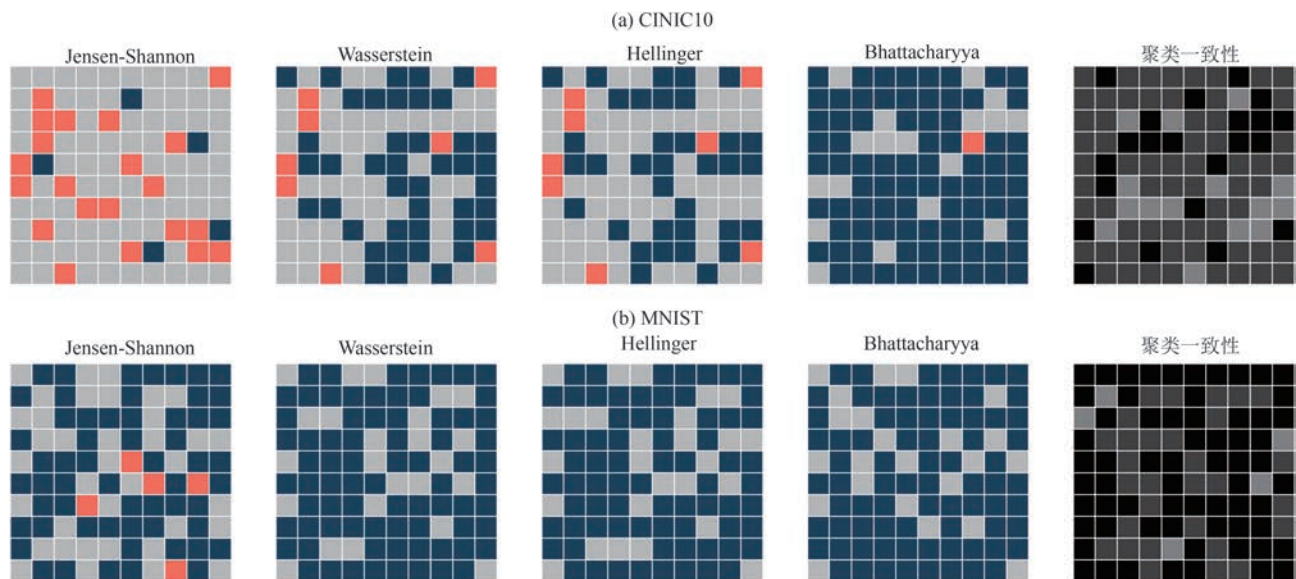 (a) CINIC10
Jensen-Shannon
Wasserstein
Hellinger
Bhattacharyya
聚类一致性
(b) MNIST
Jensen-Shannon
Wasserstein
Hellinger
Bhattacharyya
聚类一致性